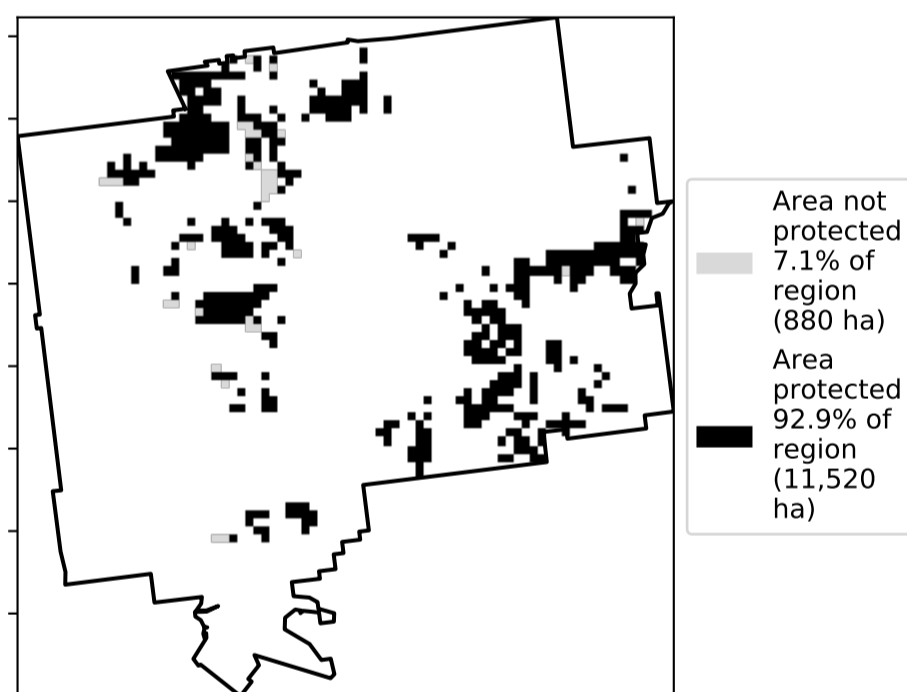 Area not
protected
7.1% of
region
(880 ha)
Area
protected
92.9% of
region
(11,520
ha)